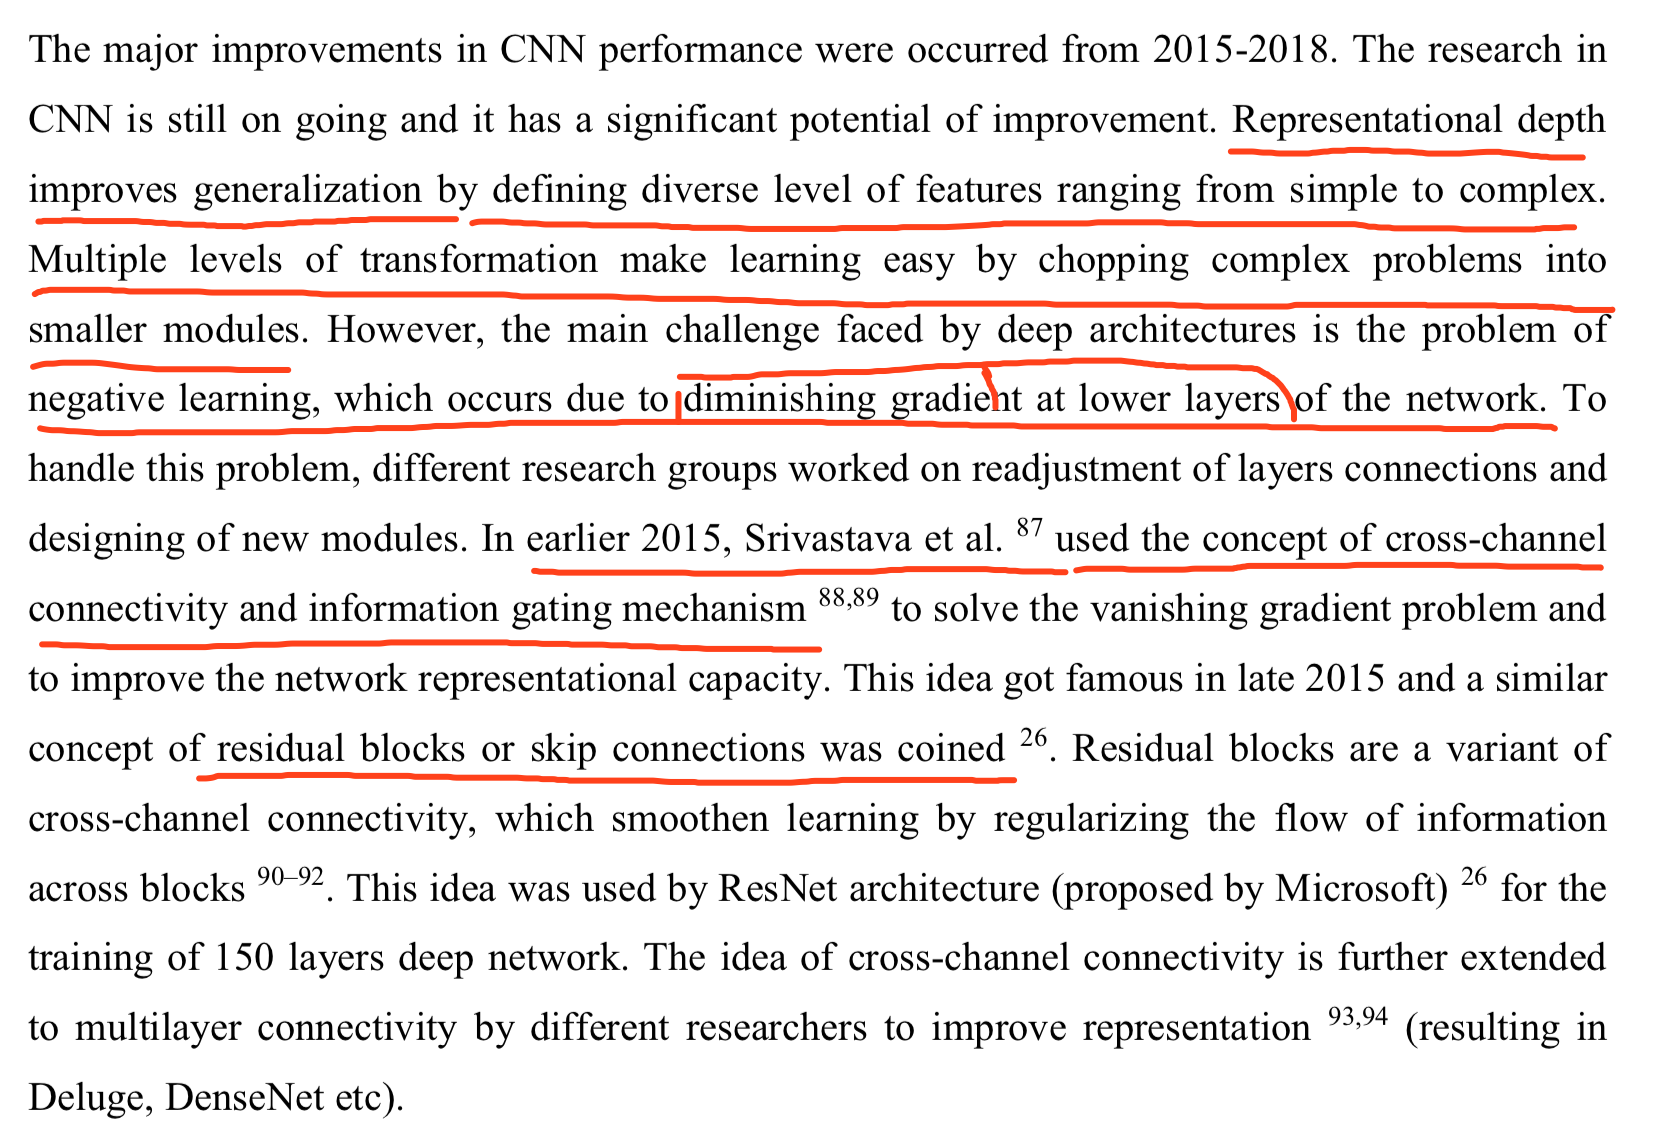 The major improvements in CNN performance were occurred from 2015-2018. The research in
CNN is still on going and it has a significant potential of improvement. Representational depth
improves generalization by defining diverse level of features ranging from simple to complex.
Multiple levels of transformation make learning easy by chopping complex problems into
smaller modules. However, the main challenge faced by deep architectures is the problem of
negative learning, which occurs due to diminishing gradient at lower layers of the network. To
handle this problem, different research groups worked on readjustment of layers connections and
designing of new modules. In earlier 2015, Srivastava et al. 87 used the concept of cross-channel
connectivity and information gating mechanism 88,89 to solve the vanishing gradient problem and
to improve the network representational capacity. This idea got famous in late 2015 and a similar
concept of residual blocks or skip connections was coined 26. Residual blocks are a variant of
cross-channel connectivity, which smoothen learning by regularizing the flow of information
across blocks 90–92. This idea was used by ResNet architecture (proposed by Microsoft) 26 for the
training of 150 layers deep network. The idea of cross-channel connectivity is further extended
to multilayer connectivity by different researchers to improve representation 93,94 (resulting in
Deluge, DenseNet etc).